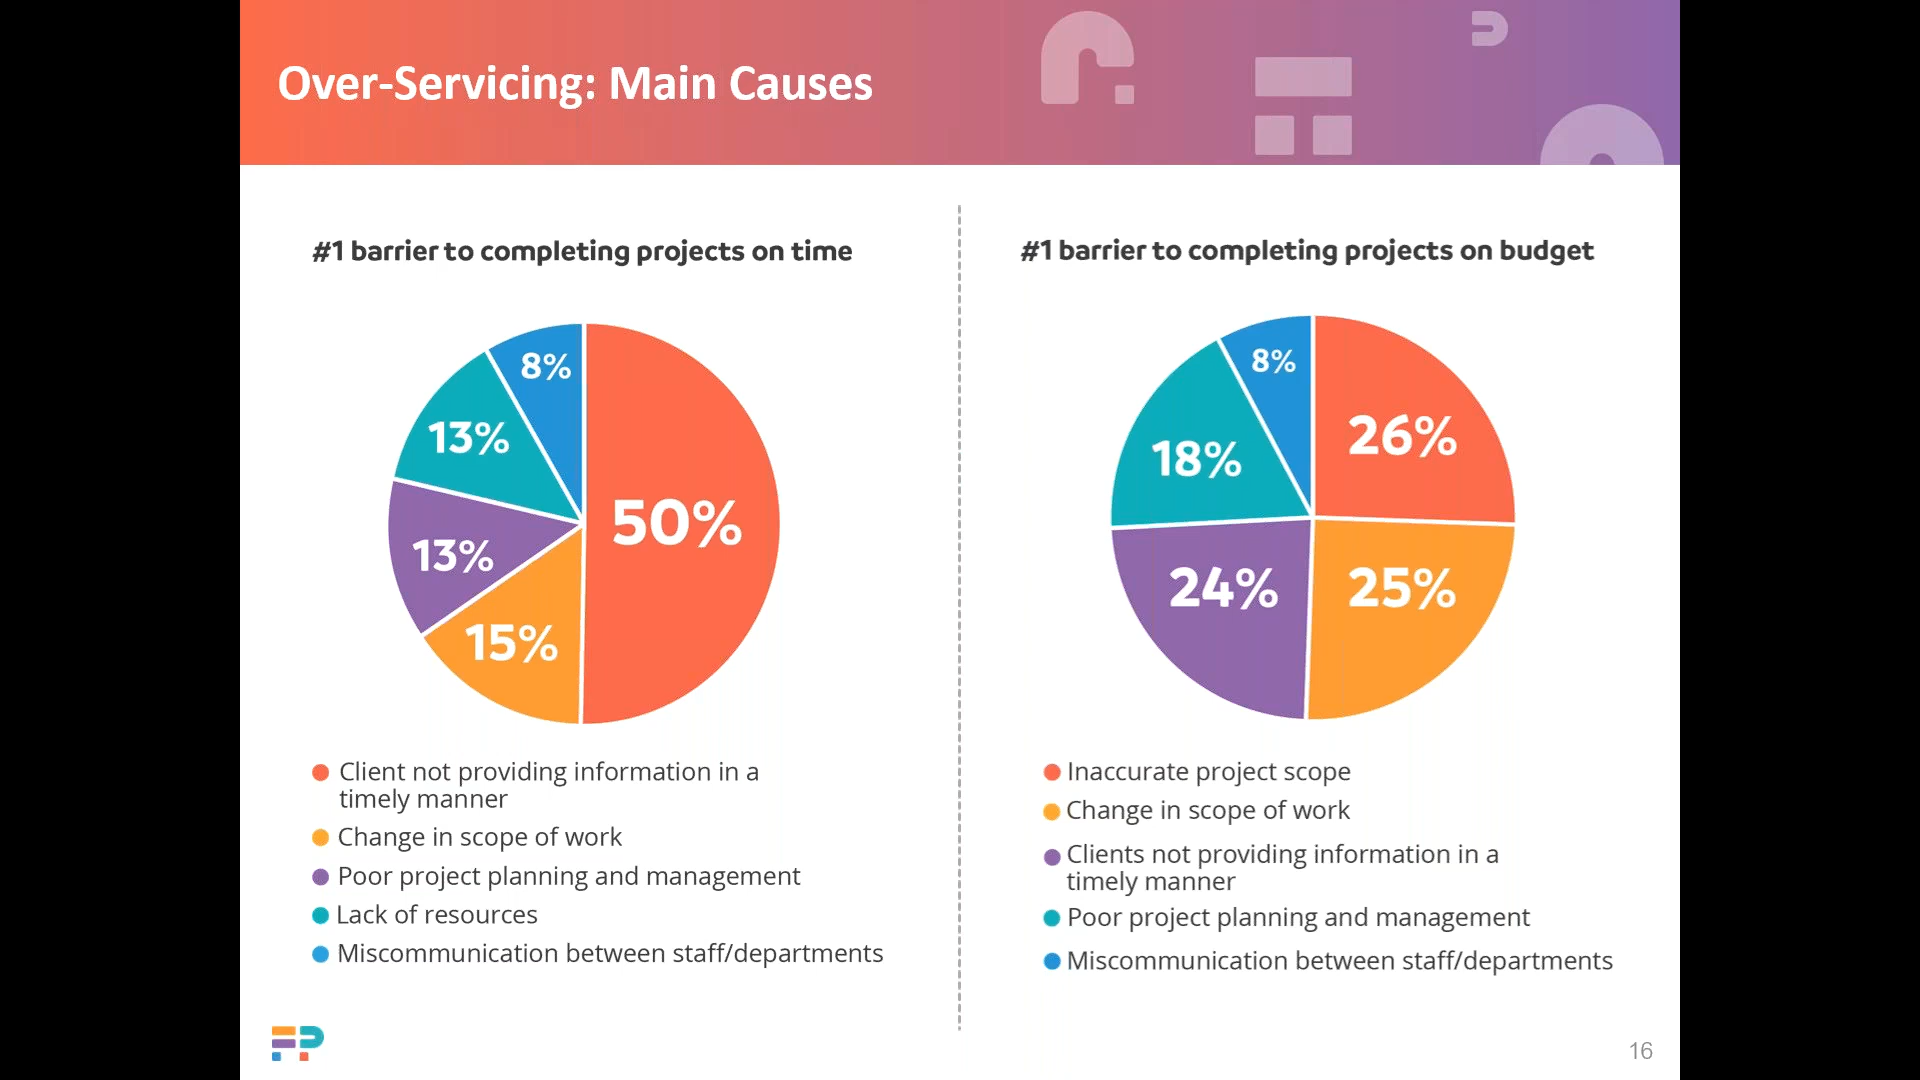 Over-Servicing: Main Causes
#1 barrier to completing projects on time
8%
13%
50%
13%
15%
Client not providing information in a
timely manner
Change in scope of work
Poor project planning and management
Lack of resources
Miscommunication between staff/departments
#1 barrier to completing projects on budget
8%
26%
18%
24%
25%
Inaccurate project scope
Change in scope of work
Clients not providing information in a
timely manner
Poor project planning and management
Miscommunication between staff/departments
FP
16